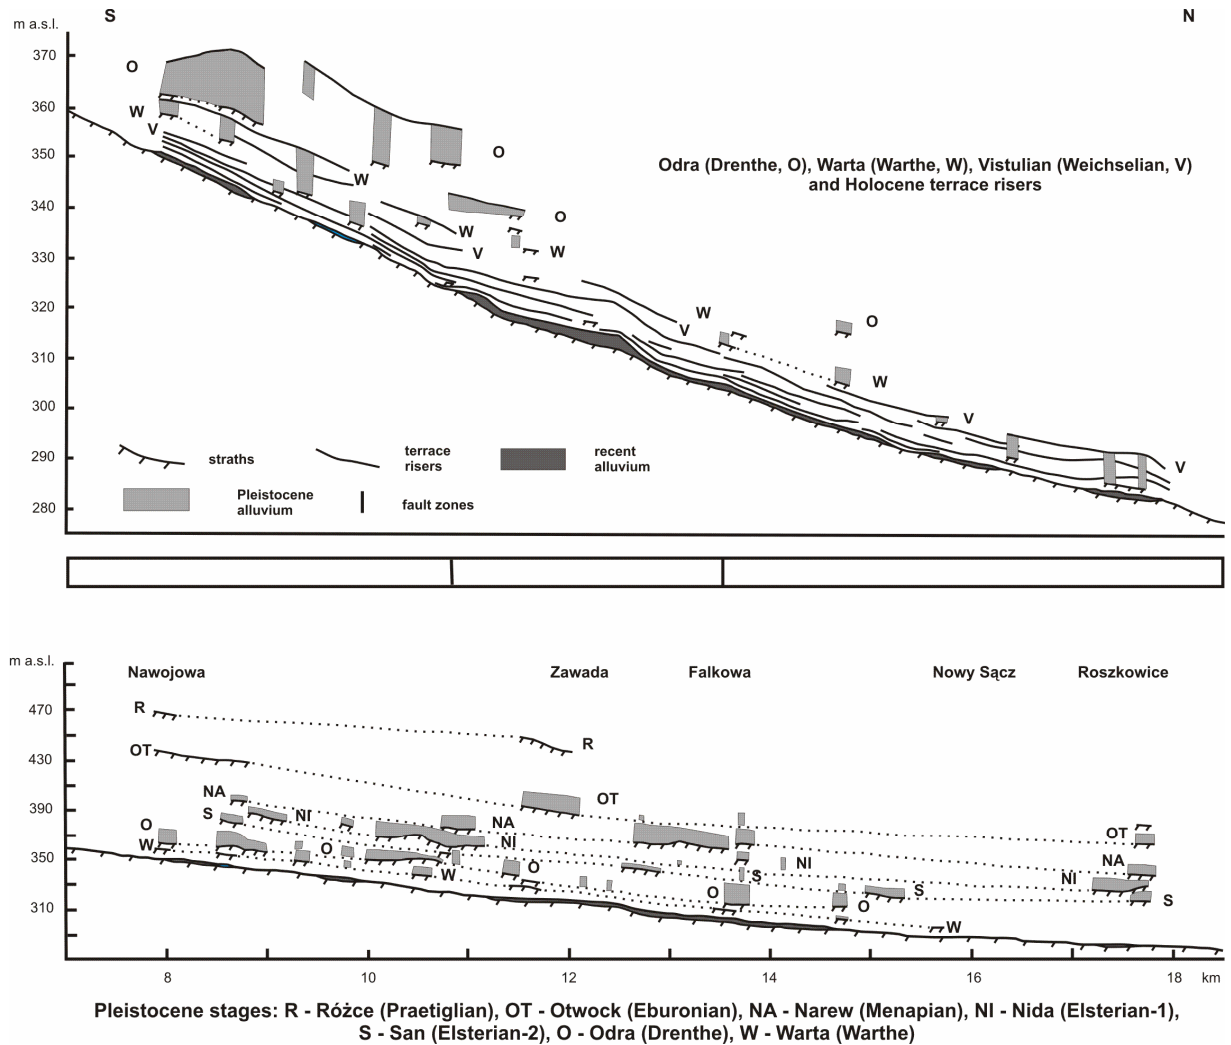 S
N
m a.s.l.
370
360
350
340
330
320
310
300
290
280
O
W
V
O
W
O
W
V
W
W
V
O
W
V
V
Odra (Drenthe, O), Warta (Warthe, W), Vistulian (Weichselian, V)
and Holocene terrace risers
straths
terrace
risers
recent
alluvium
Pleistocene
alluvium
fault zones
m a.s.l.
Nawojowa
Zawada
Falkowa
Nowy Sącz
Roszkowice
470
430
390
350
310
R
R
OT
OT
OT
NA
NA
NA
S
NI
NI
NI
NI
O
W
O
W
O
S
O
O
S
S
W
8
10
12
14
16
18
km
Pleistocene stages: R - Różce (Praetiglian), OT - Otwock (Eburonian), NA - Narew (Menapian), NI - Nida (Elsterian-1),
S - San (Elsterian-2), O - Odra (Drenthe), W - Warta (Warthe)